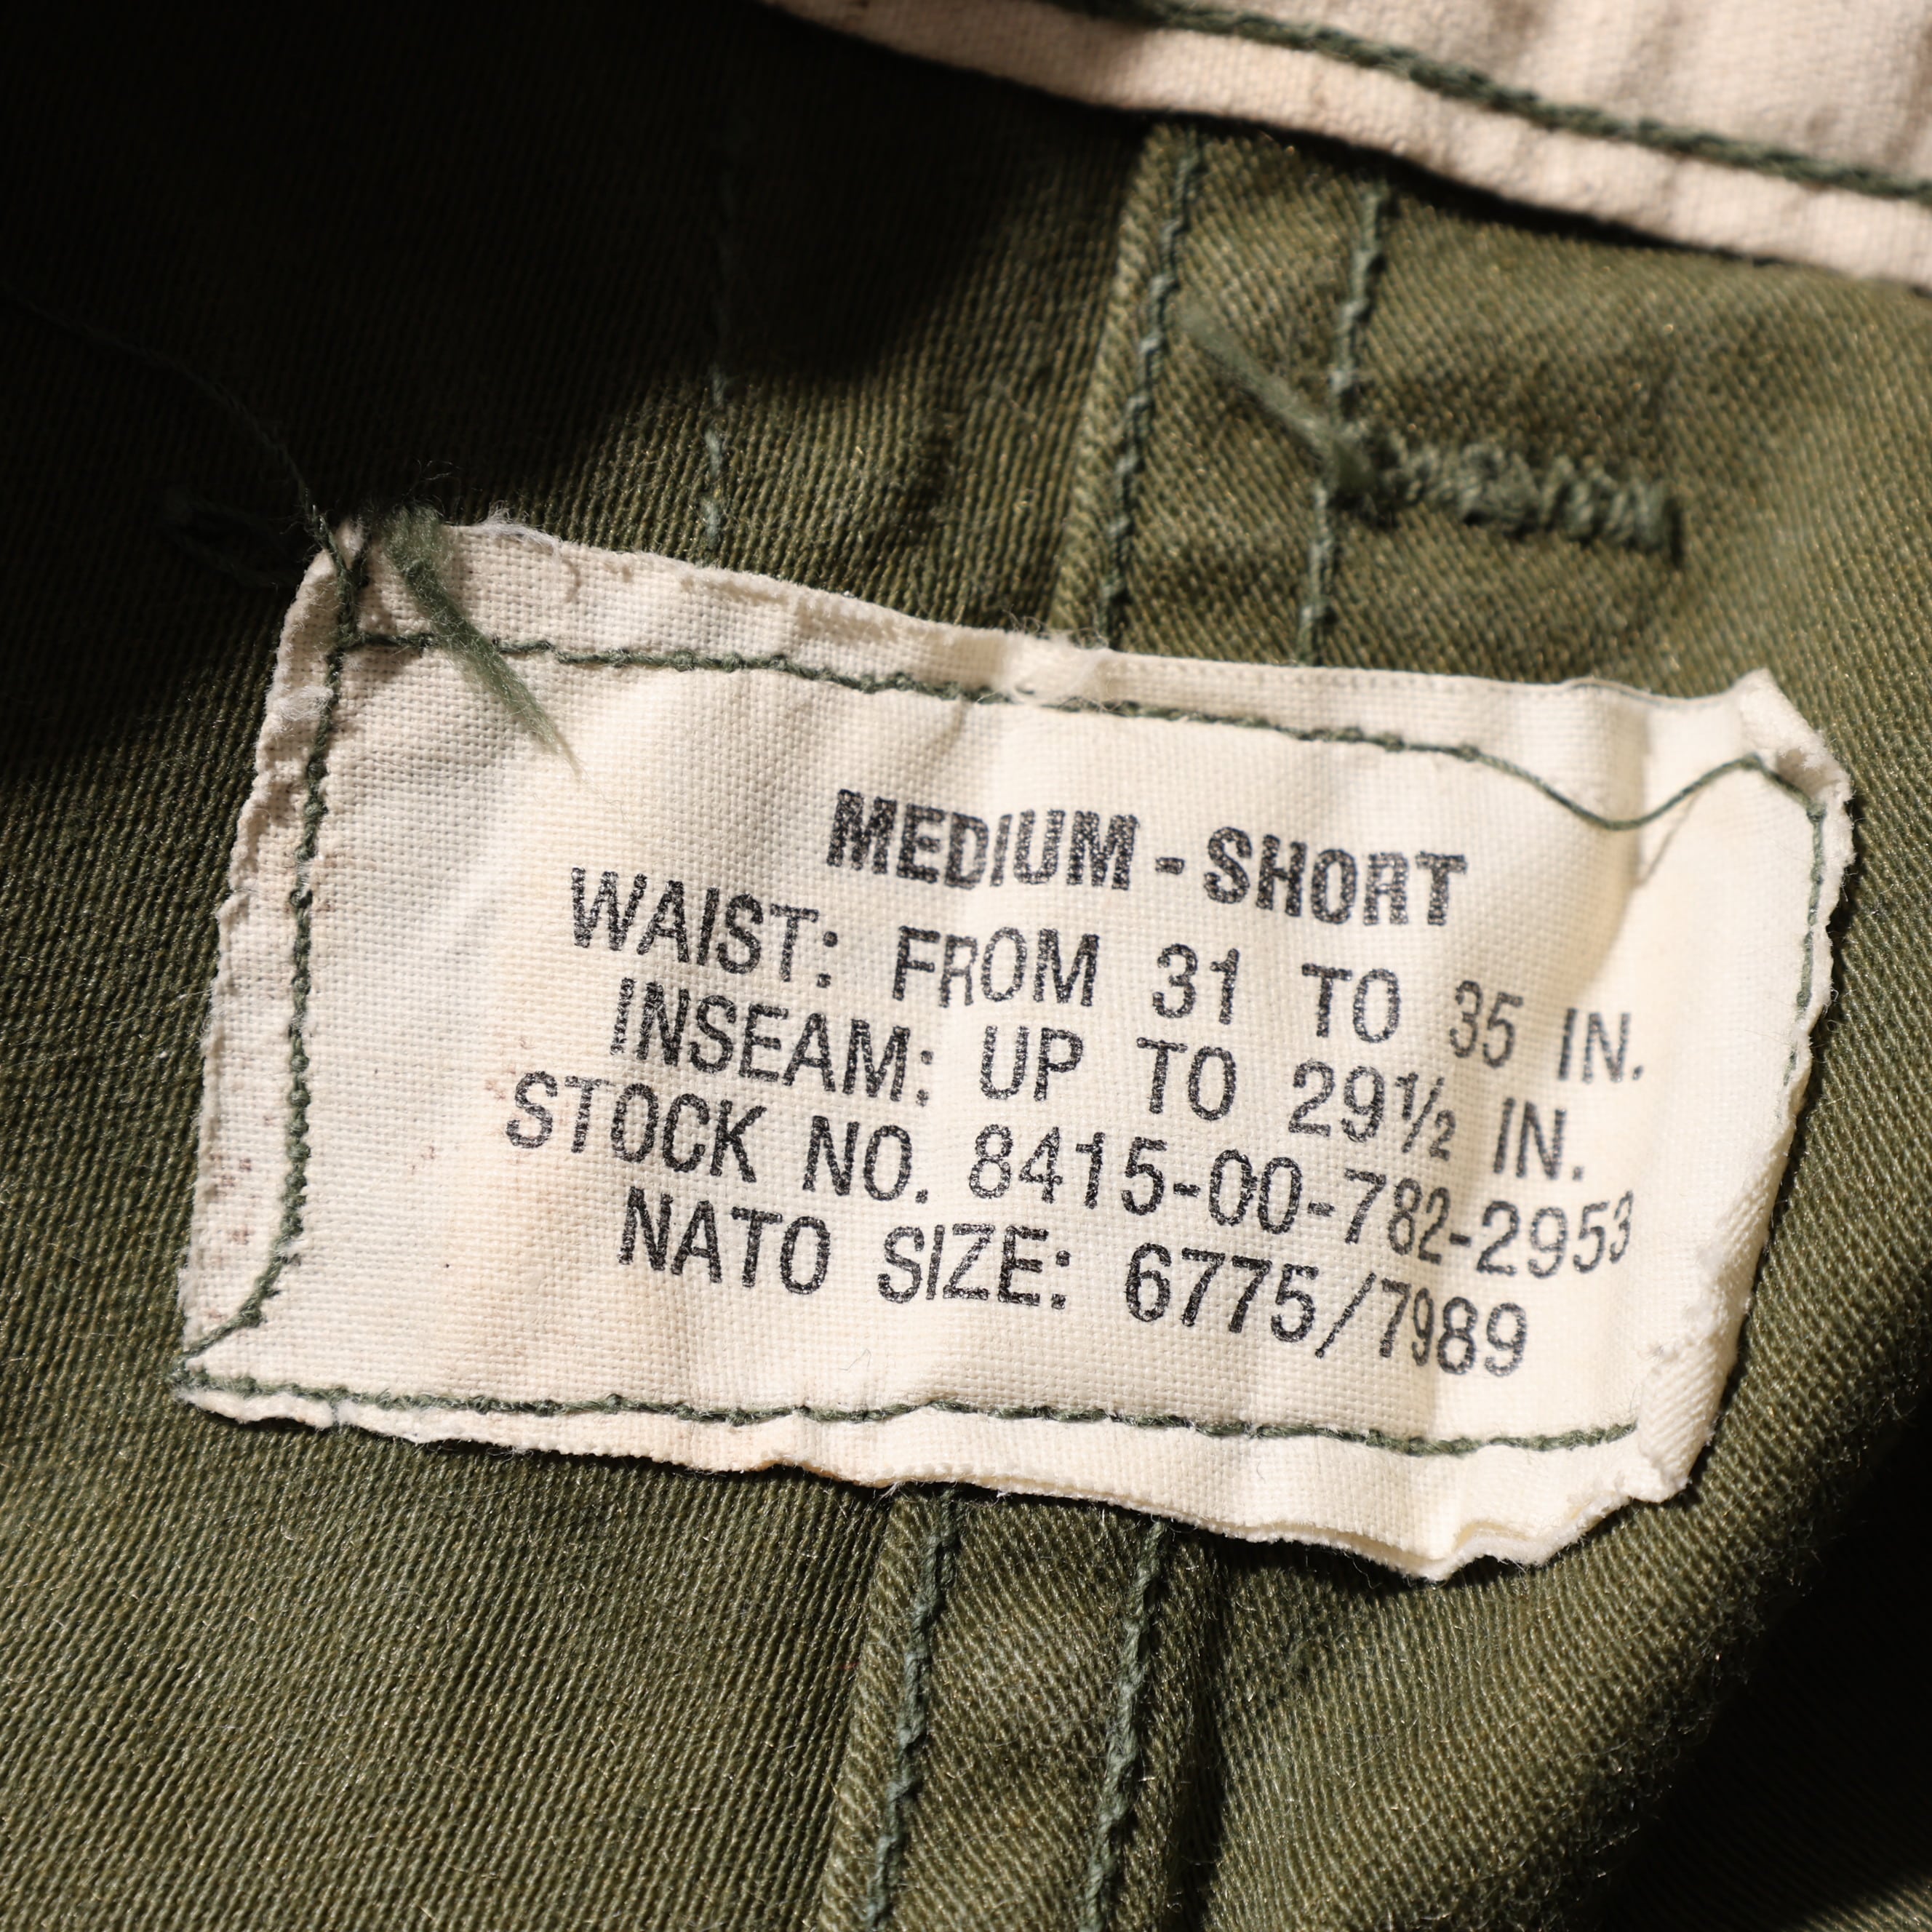 MEDIUM - SHORT
WAIST: FROM 31 TO 35 IN.
INSEAM: UP TO 29½ IN.
STOCK NO. 8415-00-782-2953
NATO SIZE: 6775/7989